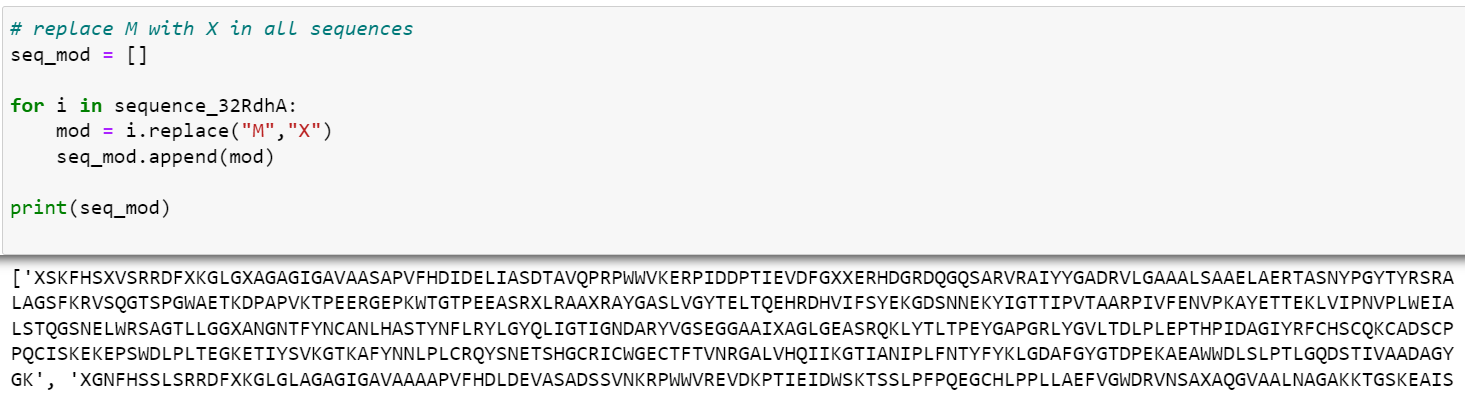 # replace M with X in all sequences
seq_mod = []
for i in sequence_32RdhA:
    mod = i.replace("M","X")
    seq_mod.append(mod)
print(seq_mod)
['XSKFHSXVSRRDFXKGLGXAGAGIGAVAASAPVFHDIDELIASDTAVQPRPWWVKERPIDDPTIEVDFGXXERHDGRDQGQSARVRAIYYGADRVLGAAALSAAELAERTASNYPGYTYRSRA
LAGSFKRVSQGTSPGWAETKDPAPVKTPEERGEPKWTGTPEEASRXLRAAXRAYGASLVGYTELTQEHRDHVIFSYEKGDSNNEKYIGTTIPVTAARPIVFENVPKAYETTEKLVIPNVPLWEIA
LSTQGSNELWRSAGTLLGGXANGNTFYNCANLHASTYNFLRYLGYQLIGTIGNDARYVGSEGGAAIXAGLGEASRQKLYTLTPEYGAPGRLYGVLTDLPLEPTHPIDAGIYRFCHSCQKCADSCP
PQCISKEKEPSWDLPLTEGKETIYSVKGTKAFYNNLPLCRQYSNETSHGCRICWGECTFTVNRGALVHQIIKGTIANIPLFNTYFYKLGDAFGYGTDPEKAEAWWDLSLPTLGQDSTIVAADAGY
GK', 'XGNFHSSLSRRDFXKGLGLAGAGIGAVAAAAPVFHDLDEVASADSSVNKRPWWVREVDKPTIEIDWSKTSSLPFPQEGCHLPPLLAEFVGWDRVNSAXAQGVAALNAGAKKTGSKEAIS